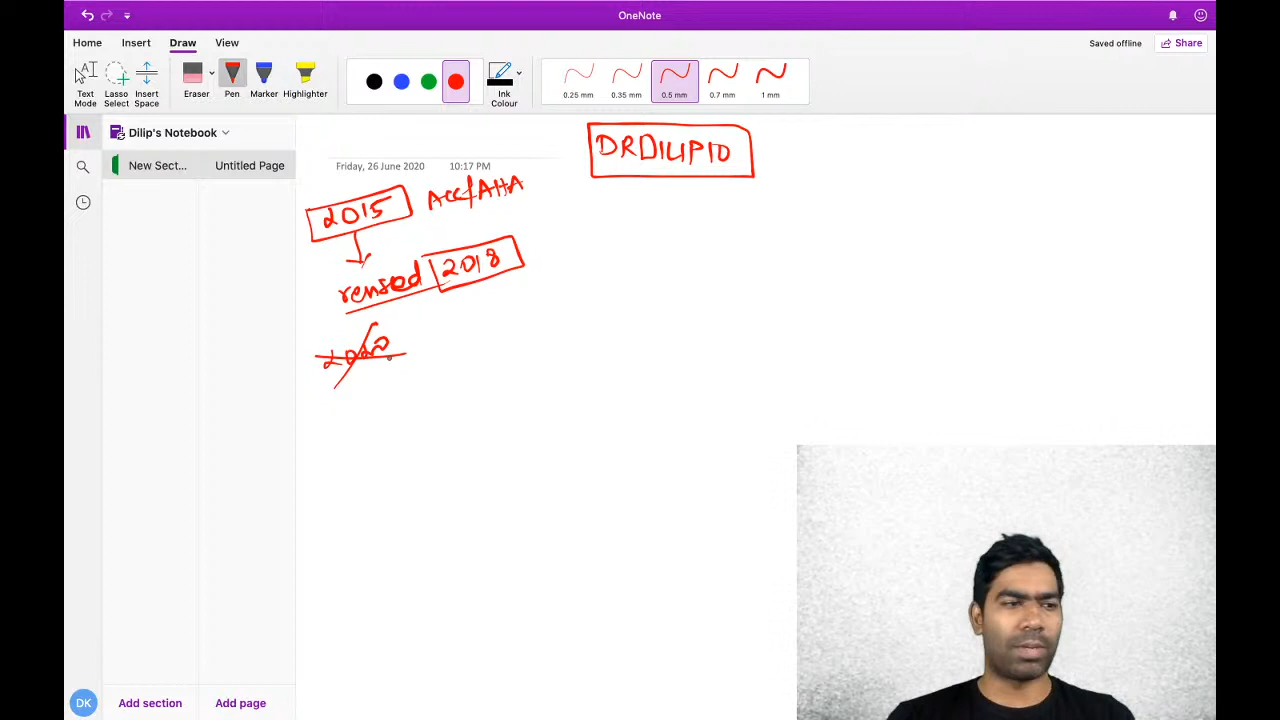 OneNote
Home Insert Draw View
Saved offline Share
Text Mode
Lasso Select
Insert Space
Eraser
Pen
Marker
Highlighter
Ink Colour
0.25 mm 0.35 mm 0.5 mm 0.7 mm 1 mm
Dilip's Notebook
New Sect... Untitled Page
DRDILIP10
Friday, 26 June 2020 10:17 PM
2015 ACC/AHA
revised 2018
2020
DK Add section Add page